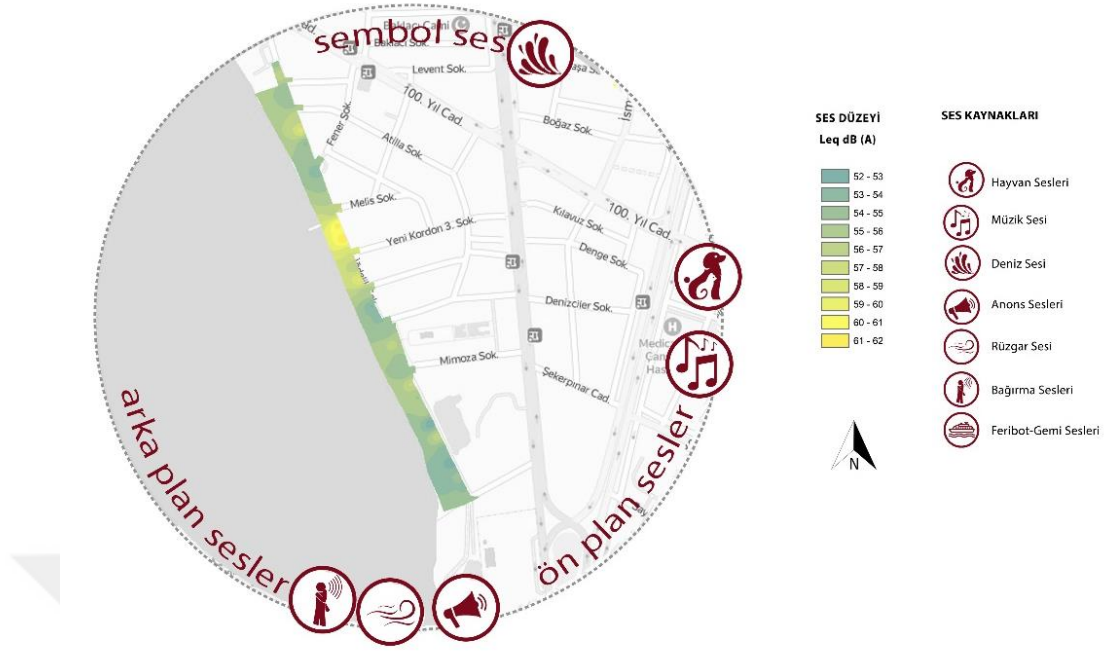 sembol ses
Baklacı Cami
Baklacı Sok.
Levent Sok.
100. Yıl Cad.
Fener Sok.
Atilla Sok.
Boğaz Sok.
Melis Sok.
Yeni Kordon 3. Sok.
Kılavuz Sok.
100. Yıl Cad.
Denge Sok.
Denizciler Sok.
Mimoza Sok.
Şekerpınar Cad.
H
arka plan sesler
ön plan sesler
SES DÜZEYİ
Leq dB (A)
52 - 53
53 - 54
54 - 55
55 - 56
56 - 57
57 - 58
58 - 59
59 - 60
60 - 61
61 - 62
N
SES KAYNAKLARI
Hayvan Sesleri
Müzik Sesi
Deniz Sesi
Anons Sesleri
Rüzgar Sesi
Bağırma Sesleri
Feribot-Gemi Sesleri